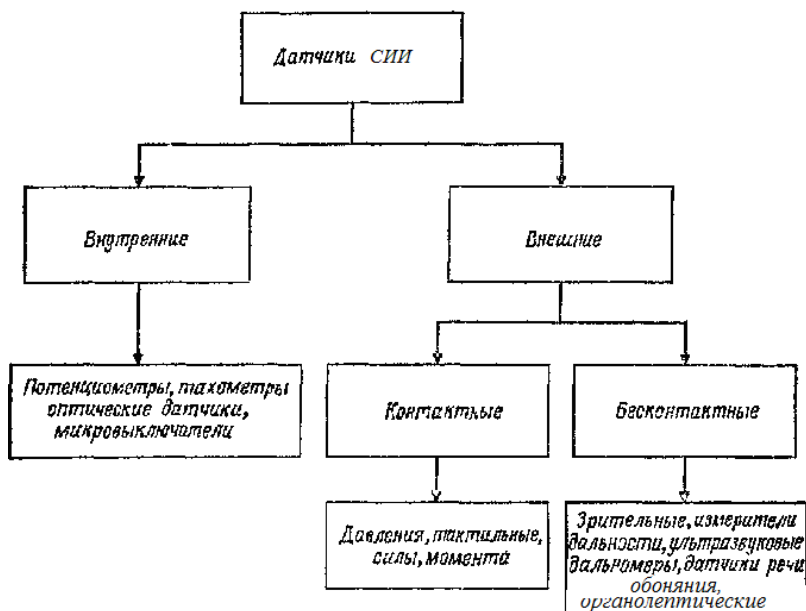 Датчики СИИ
Внутренние
Внешние
Потенциометры, тахометры
оптические датчики,
микровыключатели
Контактные
Бесконтактные
Давления, тактильные,
силы, момента
Зрительные, измерители
дальности, ультразвуковые
дальномеры, датчики речи
обоняния,
органолептические